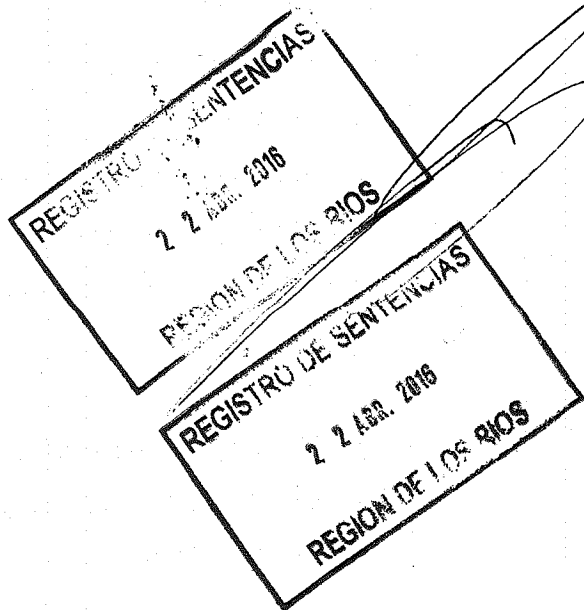 REGISTRO DE SENTENCIAS
2 2 ABR. 2016
REGION DE LOS RIOS
REGISTRO DE SENTENCIAS
2 2 ABR. 2016
REGION DE LOS RIOS